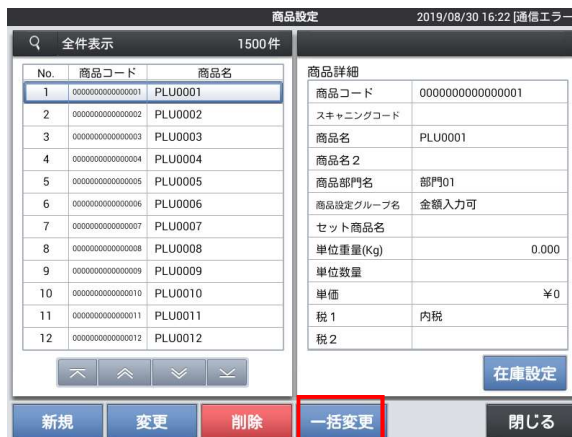 商品設定 2019/08/30 16:22 [通信エラー
全件表示 1500件
No. 商品コード 商品名
1 0000000000000001 PLU0001
2 0000000000000002 PLU0002
3 0000000000000003 PLU0003
4 0000000000000004 PLU0004
5 0000000000000005 PLU0005
6 0000000000000006 PLU0006
7 0000000000000007 PLU0007
8 0000000000000008 PLU0008
9 0000000000000009 PLU0009
10 0000000000000010 PLU0010
11 0000000000000011 PLU0011
12 0000000000000012 PLU0012
商品詳細
商品コード 0000000000000001
スキャニングコード
商品名 PLU0001
商品名2
商品部門名 部門01
商品設定グループ名 金額入力可
セット商品名
単位重量(Kg) 0.000
単位数量
単価 ¥0
税1 内税
税2
在庫設定
新規 変更 削除 一括変更 閉じる